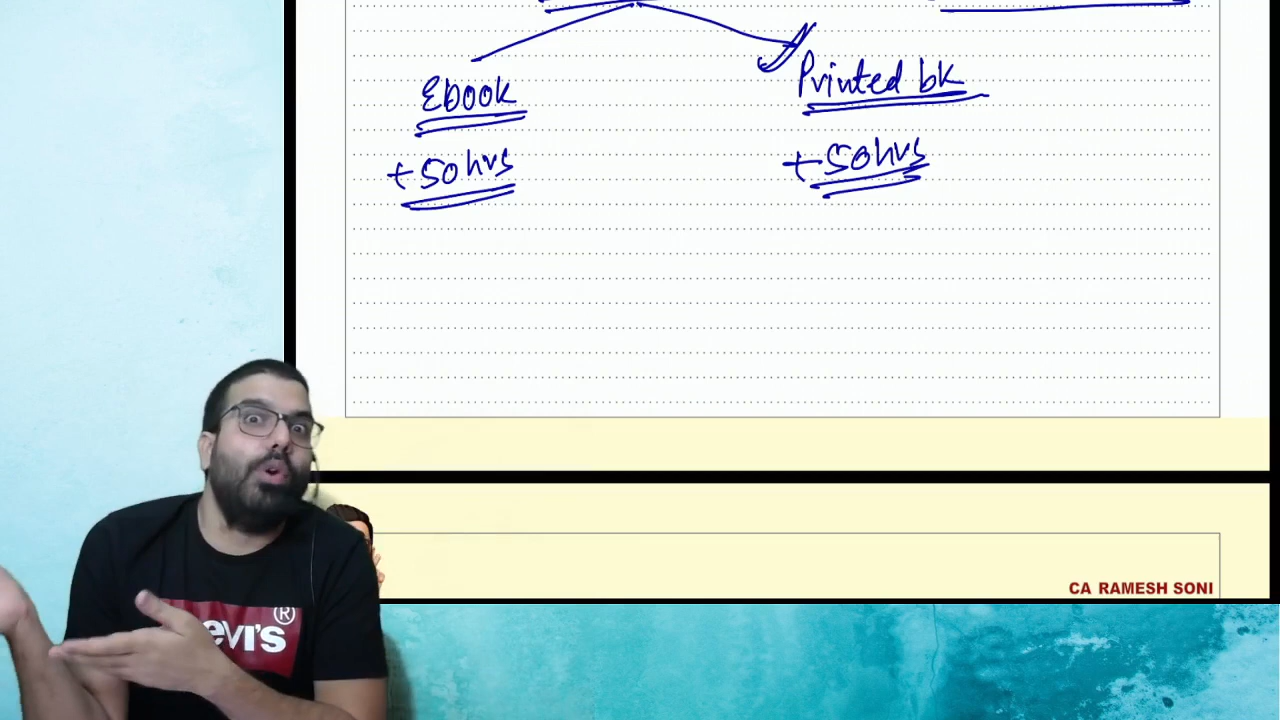 Ebook
Printed bk
+50hrs
+50hrs
CA RAMESH SONI
evi's
®